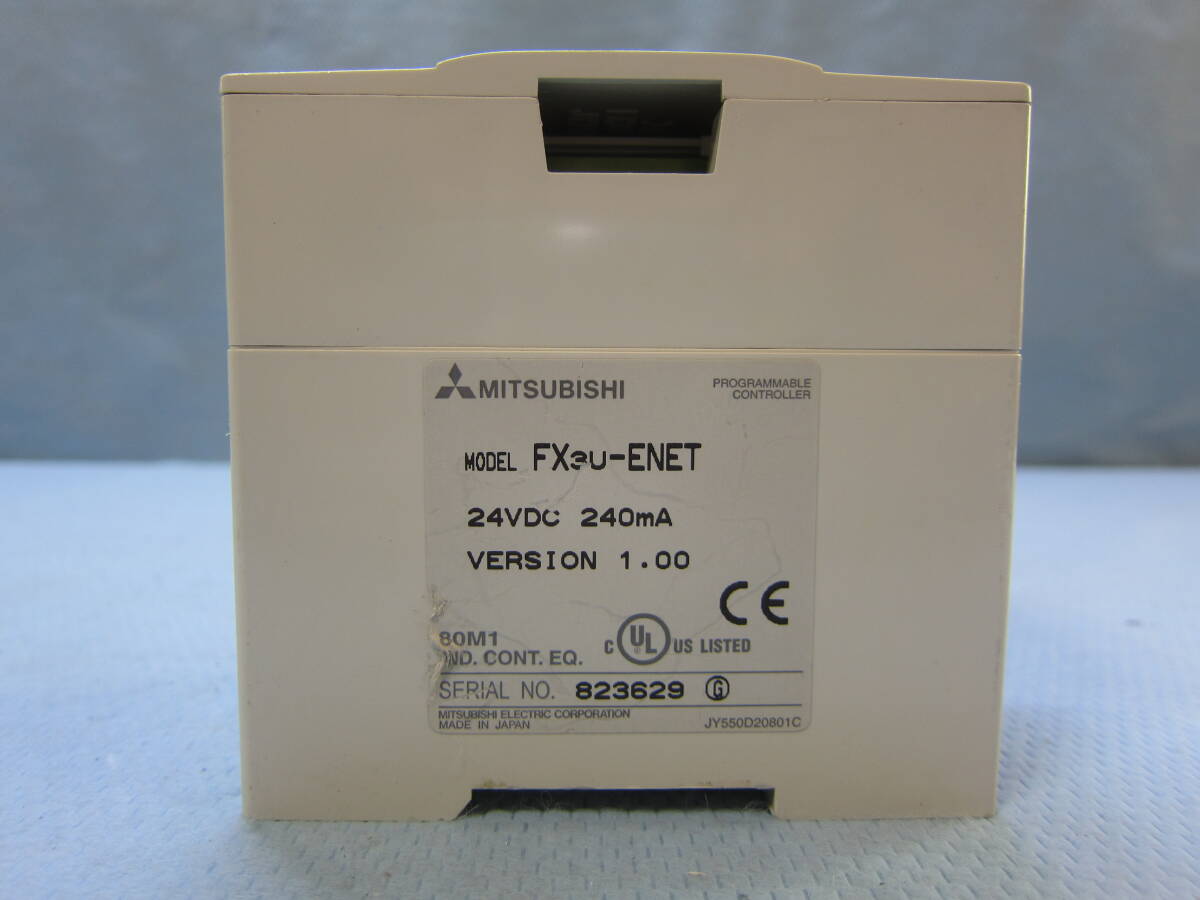 MITSUBISHI
PROGRAMMABLE
CONTROLLER
MODEL FX3U-ENET
24VDC 240mA
VERSION 1.00
CE
80M1
IND. CONT. EQ.
C UL US LISTED
SERIAL NO. 823629 G
MITSUBISHI ELECTRIC CORPORATION
MADE IN JAPAN
JY550D20801C